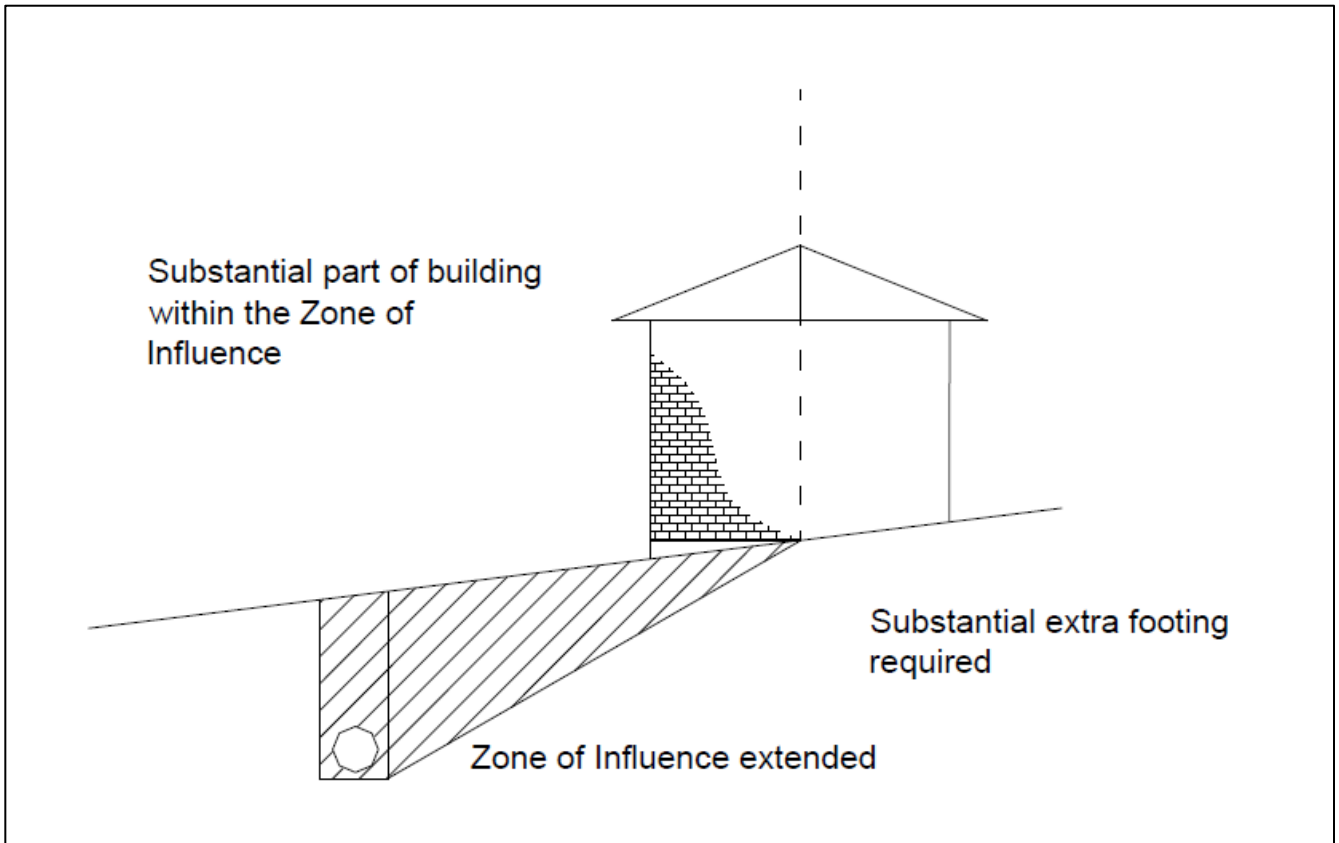 Substantial part of building
within the Zone of
Influence
Substantial extra footing
required
Zone of Influence extended